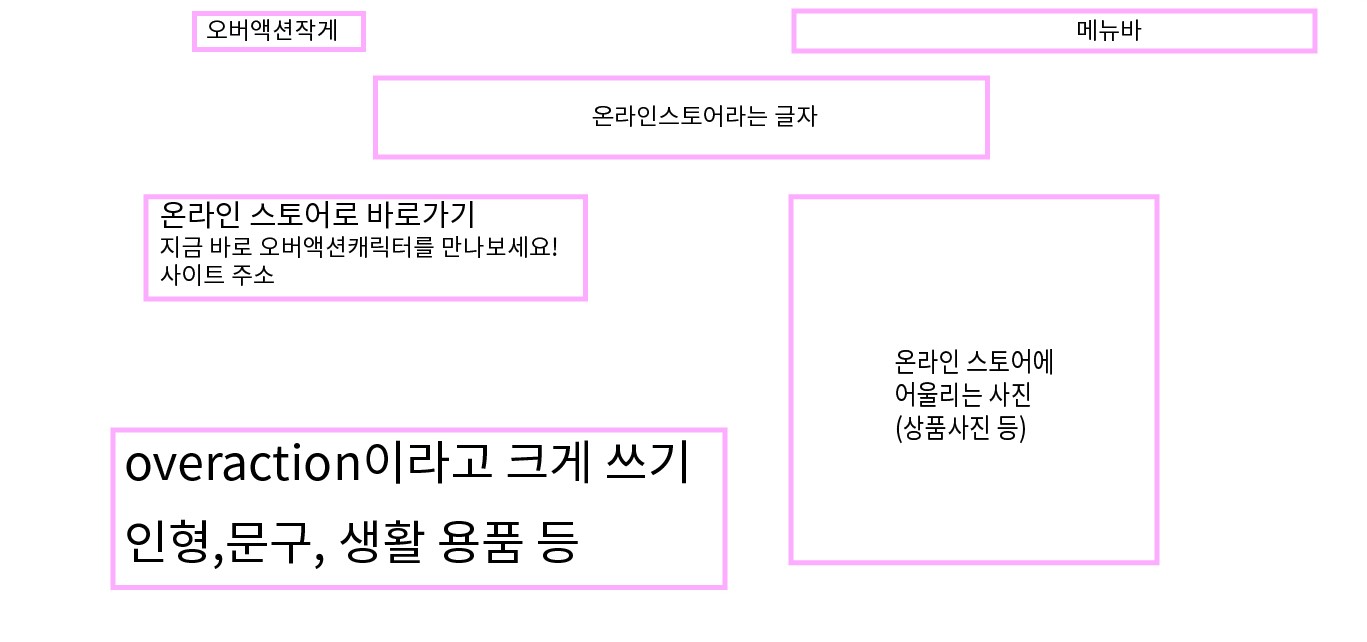 오버액션작게
메뉴바
온라인스토어라는 글자
온라인 스토어로 바로가기
지금 바로 오버액션캐릭터를 만나보세요!
사이트 주소
온라인 스토어에
어울리는 사진
(상품사진 등)
overaction이라고 크게 쓰기
인형,문구, 생활 용품 등